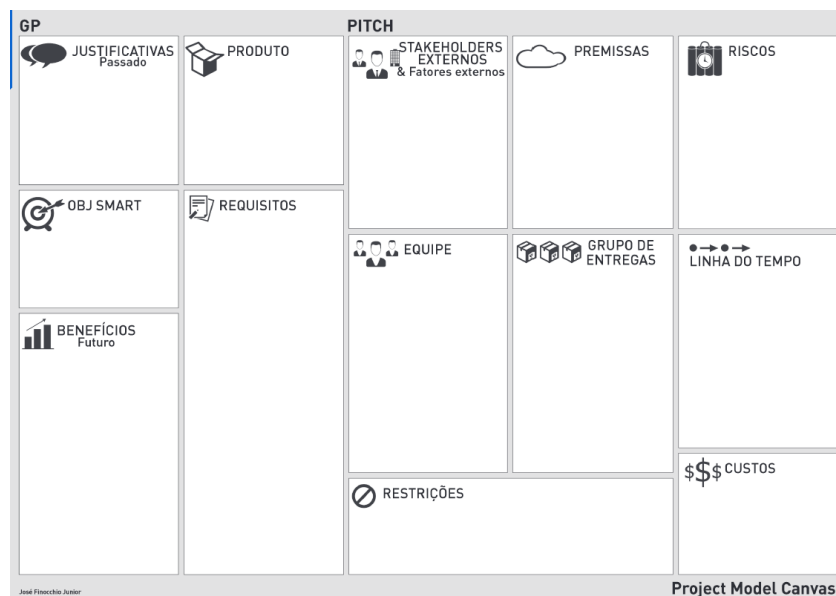 GP
PITCH
JUSTIFICATIVAS
Passado
PRODUTO
STAKEHOLDERS
EXTERNOS
& Fatores externos
PREMISSAS
RISCOS
OBJ SMART
REQUISITOS
EQUIPE
GRUPO DE
ENTREGAS
LINHA DO TEMPO
BENEFÍCIOS
Futuro
$$$ CUSTOS
RESTRIÇÕES
José Finocchio Junior
Project Model Canvas